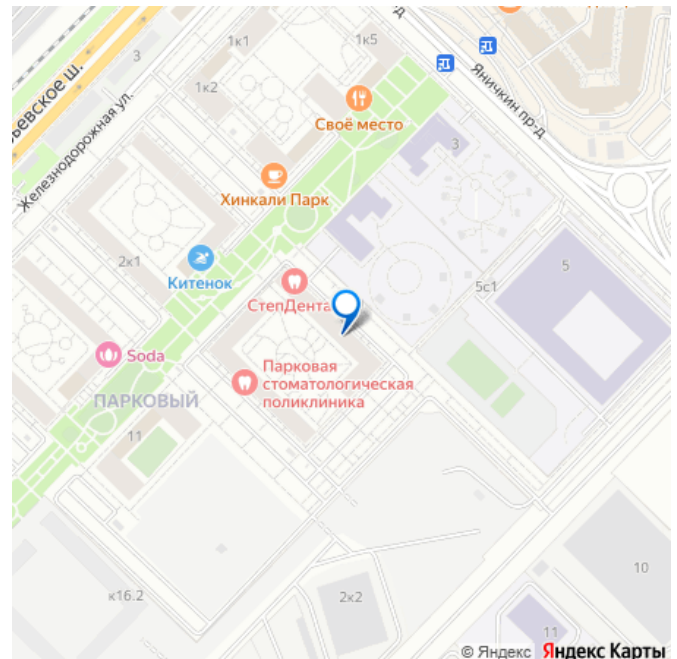 1к1
1к5
3
1к2
Железнодорожная ул.
Яничкин пр-д
Своё место
3
Хинкали Парк
2к1
Китенок
5
5с1
СтепДента
Soda
Парковая
стоматологическая
поликлиника
ПАРКОВЫЙ
11
10
к16.2
2к2
11
© Яндекс Яндекс Карты